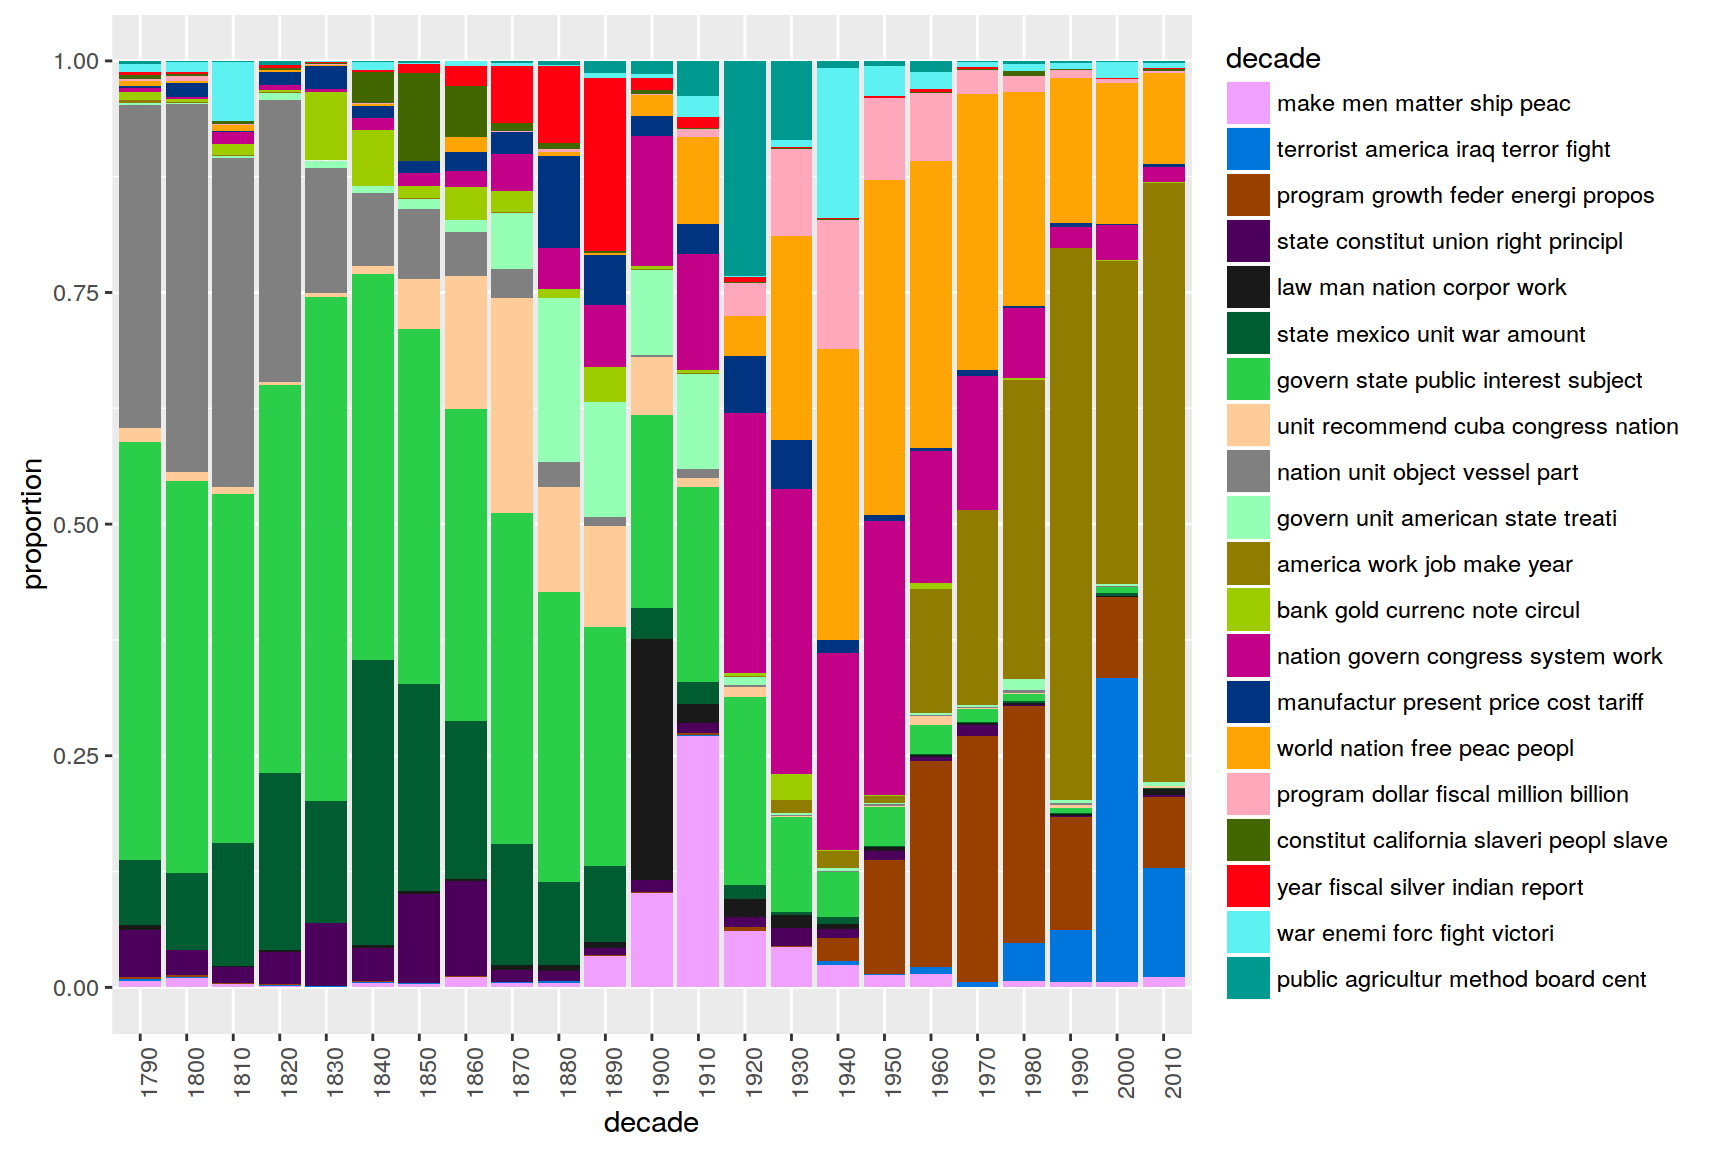 1.00
0.75
0.50
0.25
0.00
proportion
1790
1800
1810
1820
1830
1840
1850
1860
1870
1880
1890
1900
1910
1920
1930
1940
1950
1960
1970
1980
1990
2000
2010
decade
decade
make men matter ship peac
terrorist america iraq terror fight
program growth feder energi propos
state constitut union right principl
law man nation corpor work
state mexico unit war amount
govern state public interest subject
unit recommend cuba congress nation
nation unit object vessel part
govern unit american state treati
america work job make year
bank gold currenc note circul
nation govern congress system work
manufactur present price cost tariff
world nation free peac peopl
program dollar fiscal million billion
constitut california slaveri peopl slave
year fiscal silver indian report
war enemi forc fight victori
public agricultur method board cent